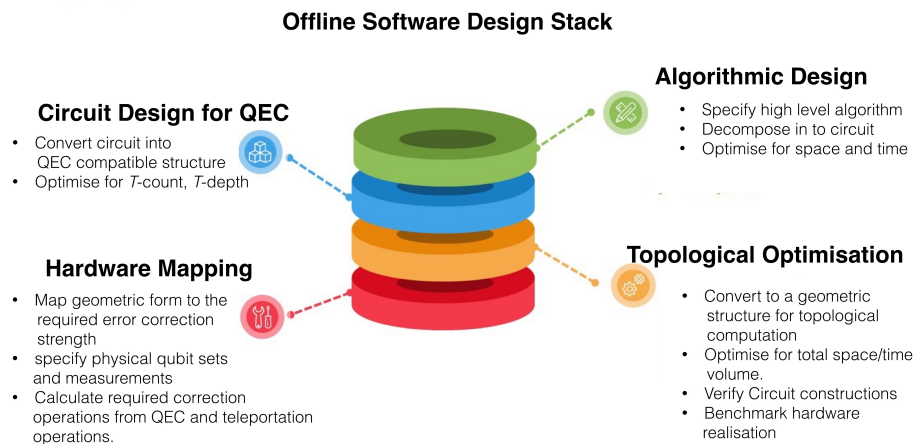 Offline Software Design Stack
Algorithmic Design
• Specify high level algorithm
• Decompose in to circuit
• Optimise for space and time
Circuit Design for QEC
• Convert circuit into
QEC compatible structure
• Optimise for T-count, T-depth
Topological Optimisation
• Convert to a geometric
structure for topological
computation
• Optimise for total space/time
volume.
• Verify Circuit constructions
• Benchmark hardware
realisation
Hardware Mapping
• Map geometric form to the
required error correction
strength
• specify physical qubit sets
and measurements
• Calculate required correction
operations from QEC and teleportation
operations.